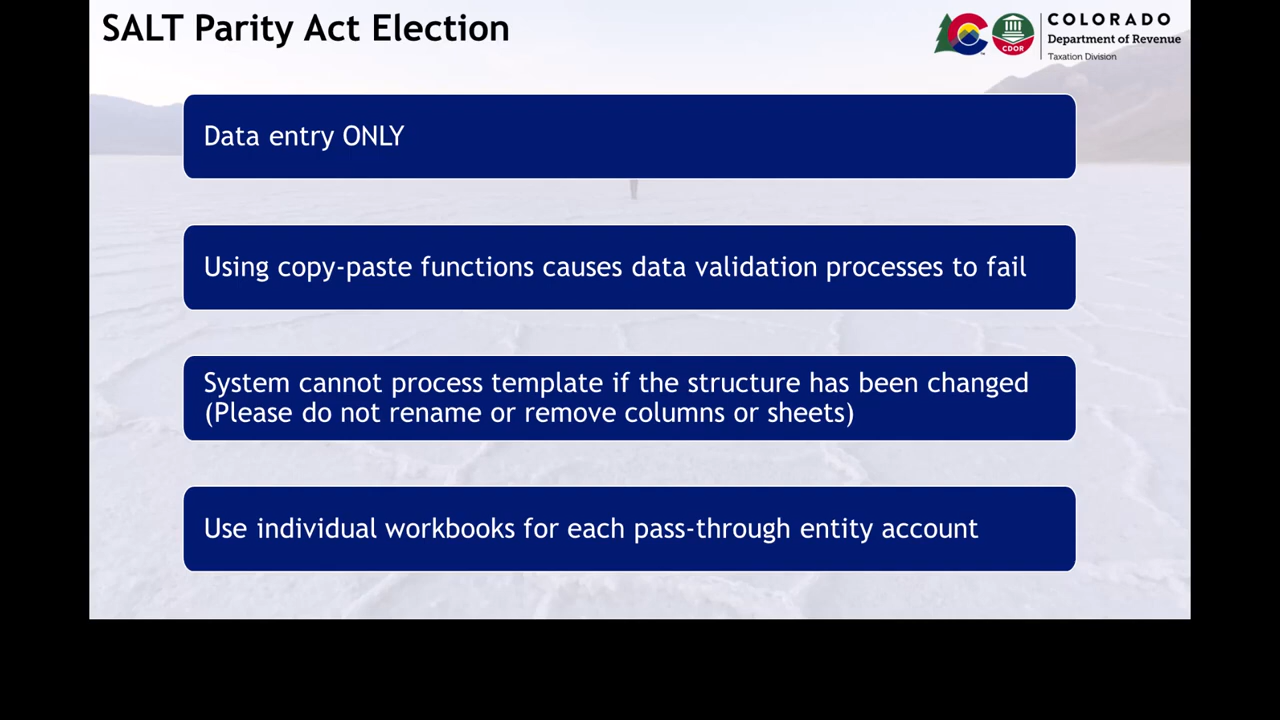 SALT Parity Act Election
COLORADO
Department of Revenue
Taxation Division
CDOR
Data entry ONLY
Using copy-paste functions causes data validation processes to fail
System cannot process template if the structure has been changed
(Please do not rename or remove columns or sheets)
Use individual workbooks for each pass-through entity account